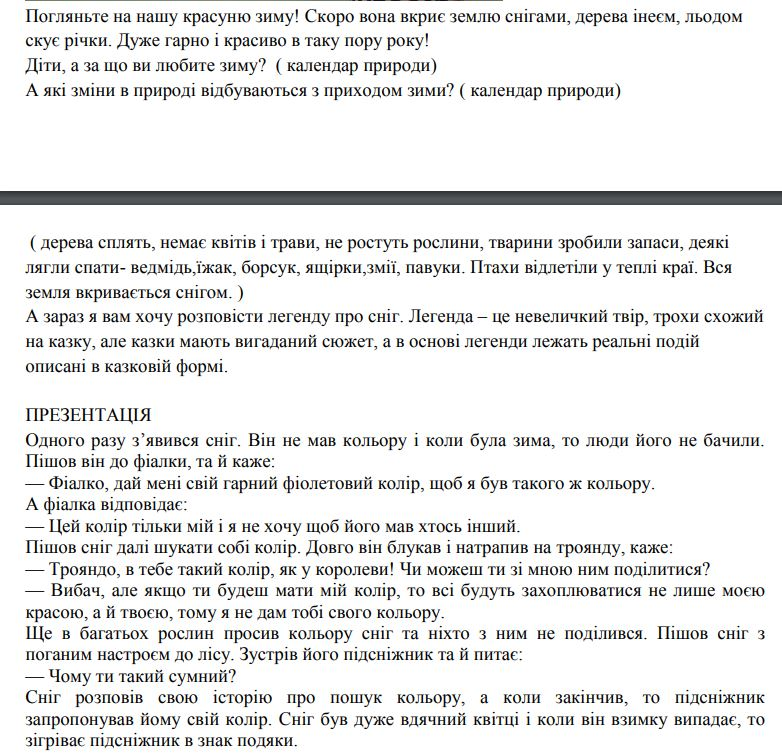 Погляньте на нашу красуню зиму! Скоро вона вкриє землю снігами, дерева інеєм, льодом
скує річки. Дуже гарно і красиво в таку пору року!
Діти, а за що ви любите зиму? ( календар природи)
А які зміни в природі відбуваються з приходом зими? ( календар природи)
( дерева сплять, немає квітів і трави, не ростуть рослини, тварини зробили запаси, деякі
лягли спати- ведмідь,їжак, борсук, ящірки,змії, павуки. Птахи відлетіли у теплі краї. Вся
земля вкривається снігом. )
А зараз я вам хочу розповісти легенду про сніг. Легенда – це невеличкий твір, трохи схожий
на казку, але казки мають вигаданий сюжет, а в основі легенди лежать реальні подій
описані в казковій формі.
ПРЕЗЕНТАЦІЯ
Одного разу з’явився сніг. Він не мав кольору і коли була зима, то люди його не бачили.
Пішов він до фіалки, та й каже:
— Фіалко, дай мені свій гарний фіолетовий колір, щоб я був такого ж кольору.
А фіалка відповідає:
— Цей колір тільки мій і я не хочу щоб його мав хтось інший.
Пішов сніг далі шукати собі колір. Довго він блукав і натрапив на троянду, каже:
— Трояндо, в тебе такий колір, як у королеви! Чи можеш ти зі мною ним поділитися?
— Вибач, але якщо ти будеш мати мій колір, то всі будуть захоплюватися не лише моєю
красою, а й твоєю, тому я не дам тобі свого кольору.
Ще в багатьох рослин просив кольору сніг та ніхто з ним не поділився. Пішов сніг з
поганим настроєм до лісу. Зустрів його підсніжник та й питає:
— Чому ти такий сумний?
Сніг розповів свою історію про пошук кольору, а коли закінчив, то підсніжник
запропонував йому свій колір. Сніг був дуже вдячний квітці і коли він взимку випадає, то
зігріває підсніжник в знак подяки.